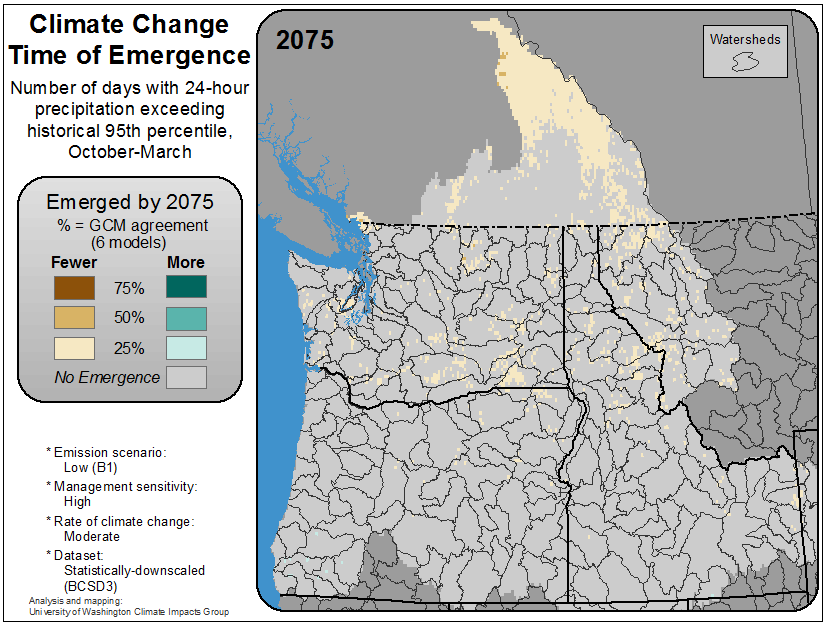 Climate Change
Time of Emergence
Number of days with 24-hour
precipitation exceeding
historical 95th percentile,
October-March
Emerged by 2075
% = GCM agreement
(6 models)
Fewer More
75%
50%
25%
No Emergence
* Emission scenario:
Low (B1)
* Management sensitivity:
High
* Rate of climate change:
Moderate
* Dataset:
Statistically-downscaled
(BCSD3)
Analysis and mapping:
University of Washington Climate Impacts Group
2075
Watersheds